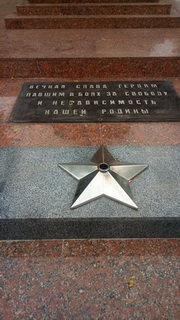 ВЕЧНАЯ СЛАВА ГЕРОЯМ
ПАВШИМ В БОЯХ ЗА СВОБОДУ
И НЕЗАВИСИМОСТЬ
НАШЕЙ РОДИНЫ